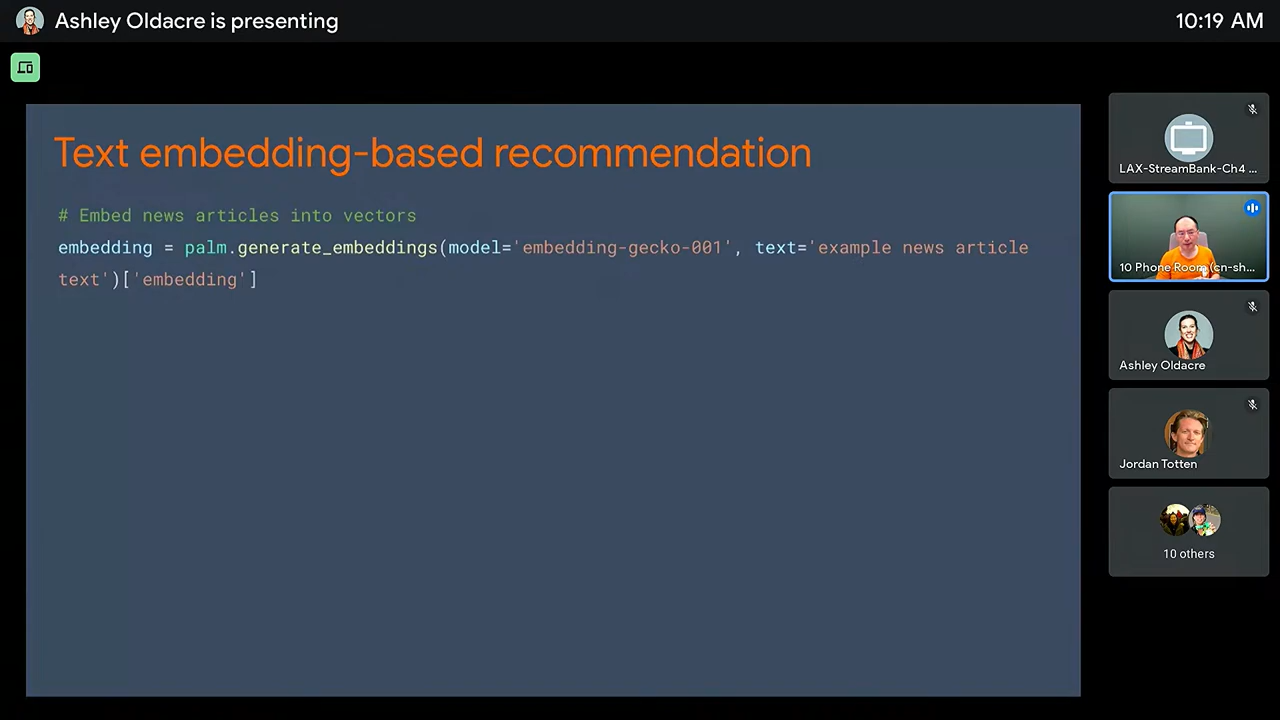 Ashley Oldacre is presenting
10:19 AM
Text embedding-based recommendation
# Embed news articles into vectors
embedding = palm.generate_embeddings(model='embedding-gecko-001', text='example news article
text')['embedding']
LAX-StreamBank-Ch4 ...
10 Phone Room (cn-sh...
Ashley Oldacre
Jordan Totten
10 others